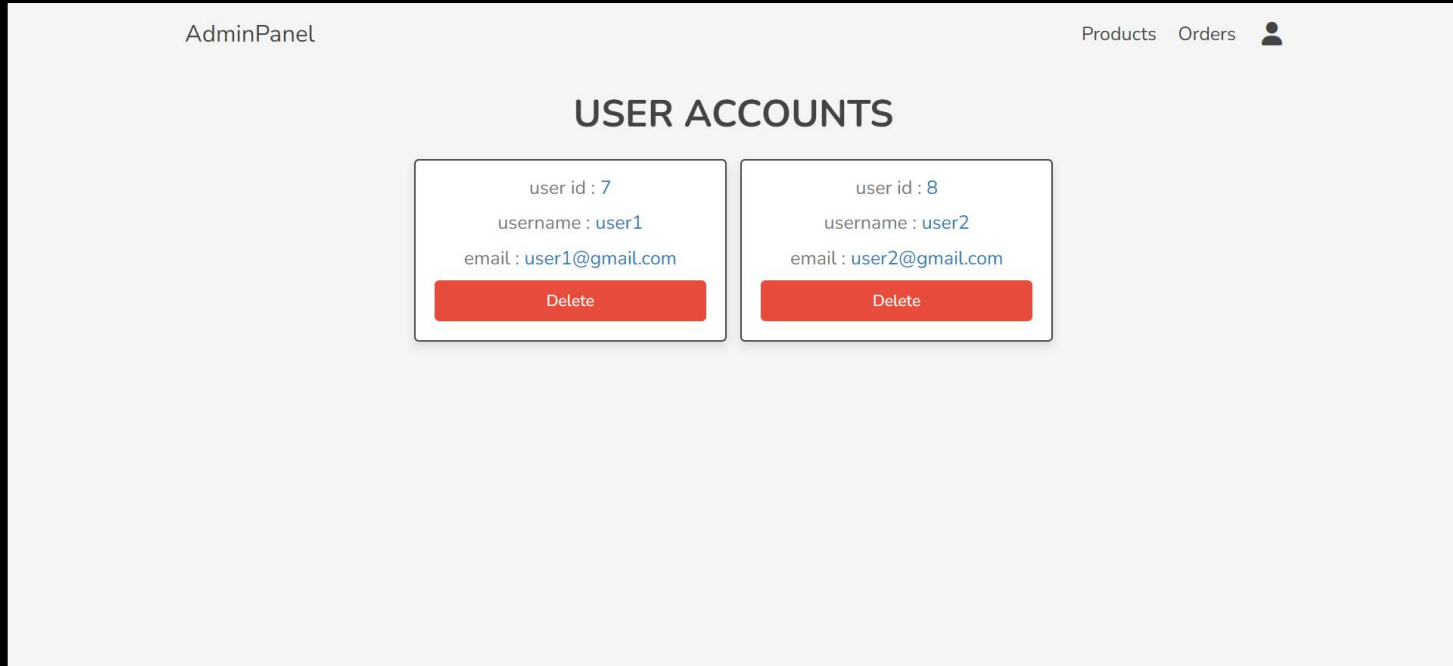 AdminPanel Products Orders
USER ACCOUNTS
user id : 7
username : user1
email : user1@gmail.com
Delete
user id : 8
username : user2
email : user2@gmail.com
Delete